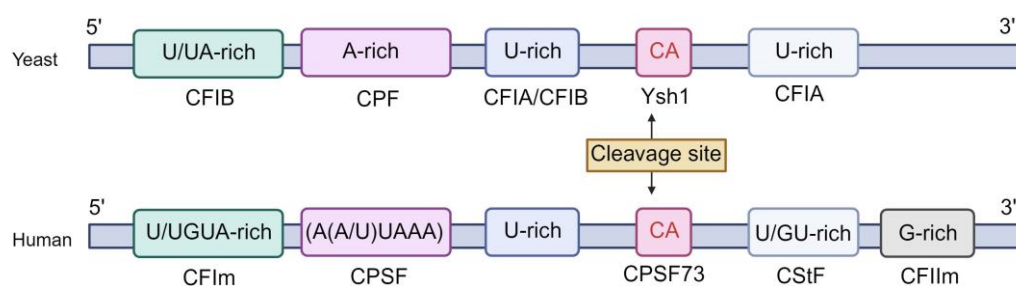 5'
3'
Yeast
U/UA-rich
A-rich
U-rich
CA
U-rich
CFIB
CPF
CFIA/CFIB
Ysh1
CFIA
Cleavage site
5'
3'
Human
U/UGUA-rich
(A(A/U)UAAA)
U-rich
CA
U/GU-rich
G-rich
CFIm
CPSF
CPSF73
CStF
CFIIm